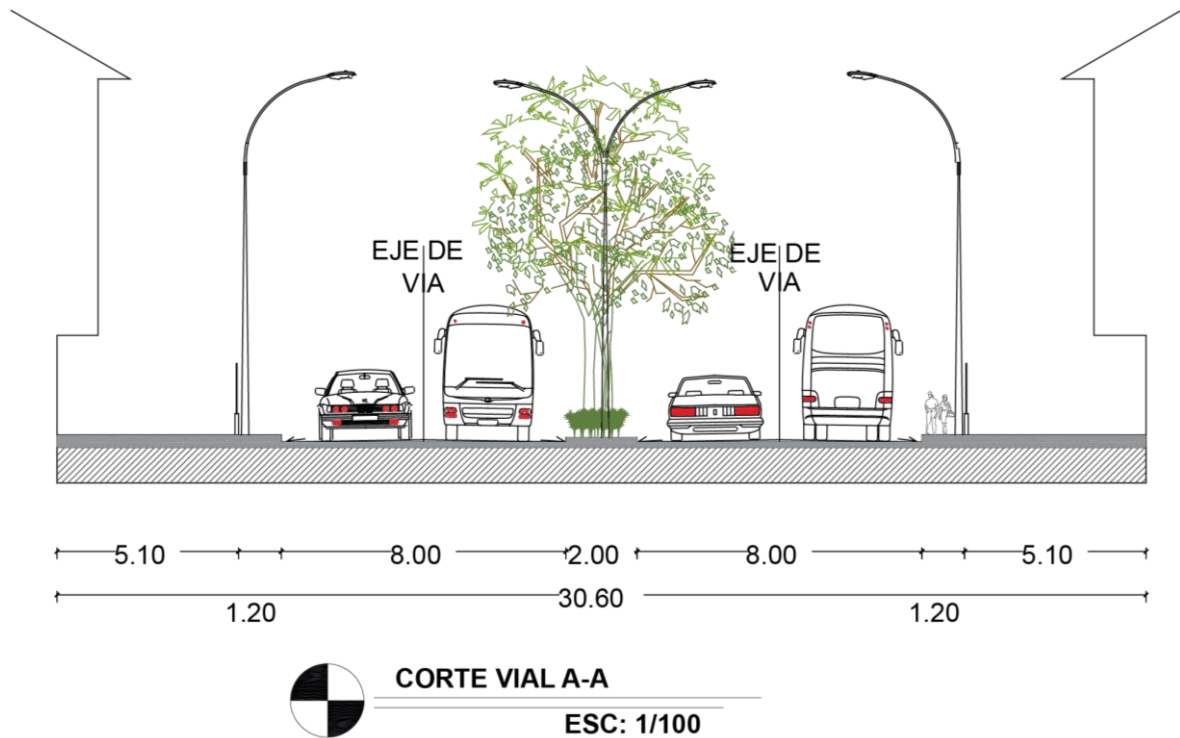 EJE DE
VIA
EJE DE
VIA
5.10
8.00
2.00
8.00
5.10
30.60
1.20
1.20
CORTE VIAL A-A
ESC: 1/100